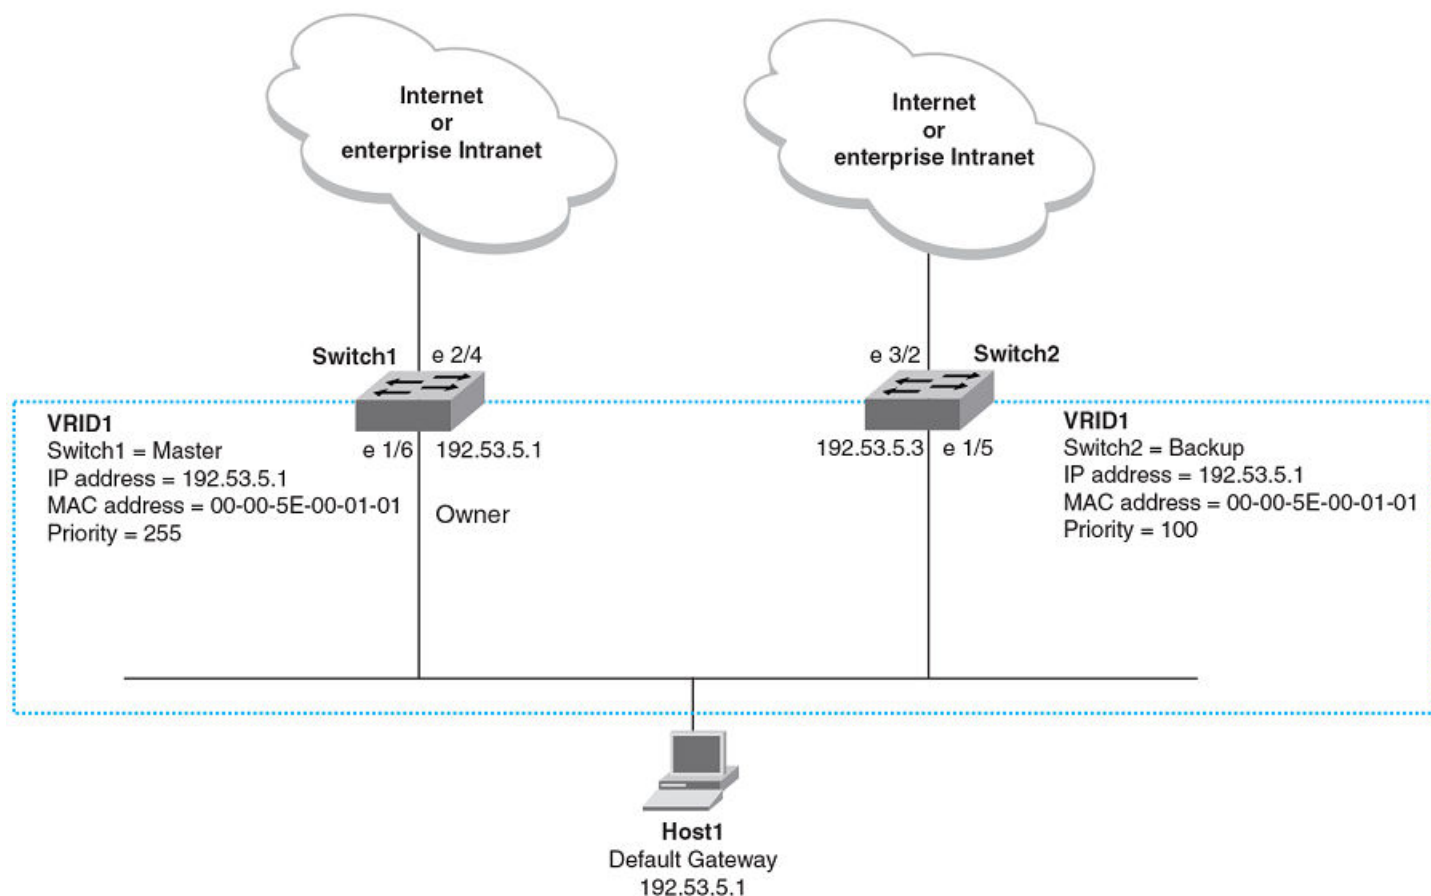 Internet
or
enterprise Intranet
Internet
or
enterprise Intranet
Switch1
e 2/4
e 3/2
Switch2
VRID1
Switch1 = Master
IP address = 192.53.5.1
MAC address = 00-00-5E-00-01-01
Priority = 255
e 1/6
192.53.5.1
Owner
192.53.5.3
e 1/5
VRID1
Switch2 = Backup
IP address = 192.53.5.1
MAC address = 00-00-5E-00-01-01
Priority = 100
Host1
Default Gateway
192.53.5.1